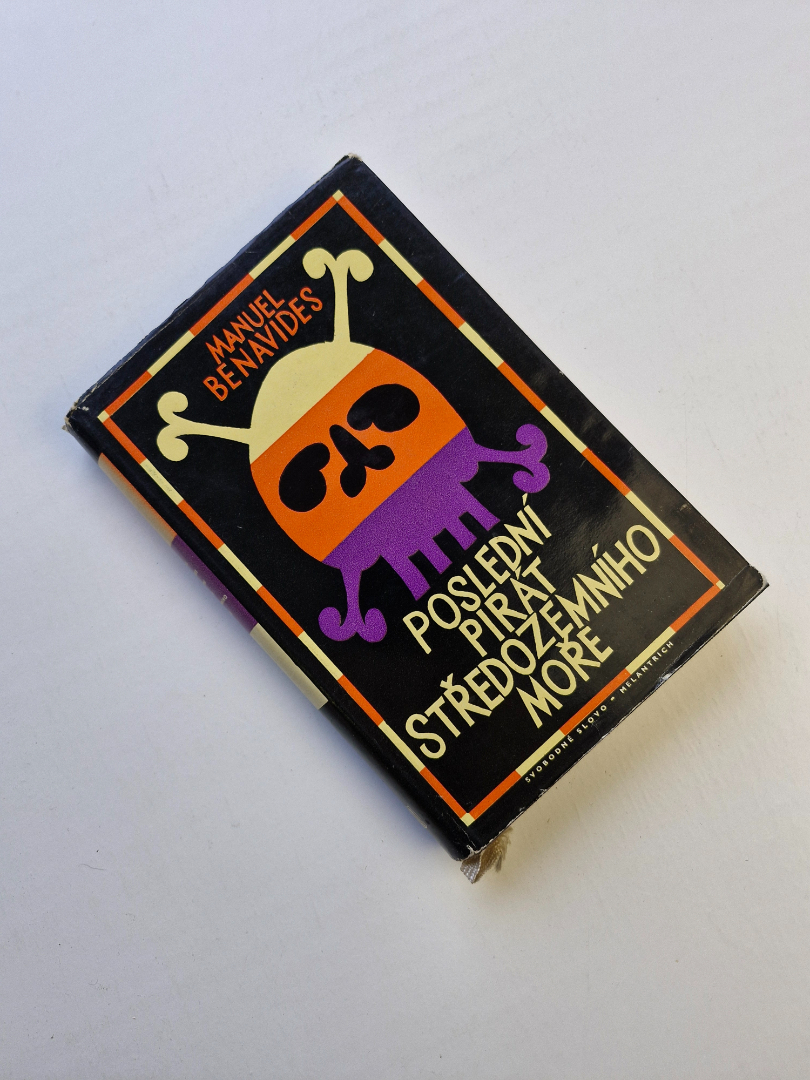 MANUEL
BENAVIDES
POSLEDNÍ
PIRÁT
STŘEDOZEMNÍHO
MOŘE
SVOBODNÉ SLOVO - MELANTRICH